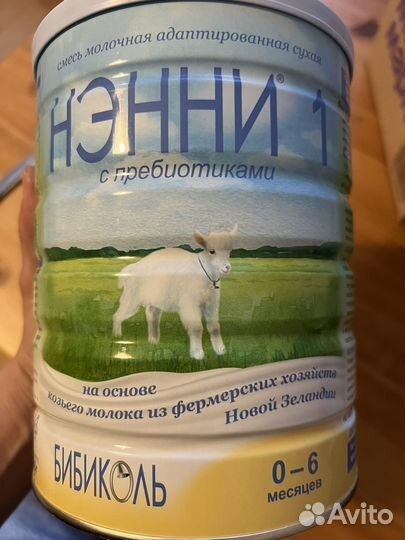 смесь молочная адаптированная сухая
НЭННИ® 1
с пребиотиками
на основе
козьего молока из фермерских хозяйств
Новой Зеландии
БИБИКОЛЬ
0–6
месяцев
Avito